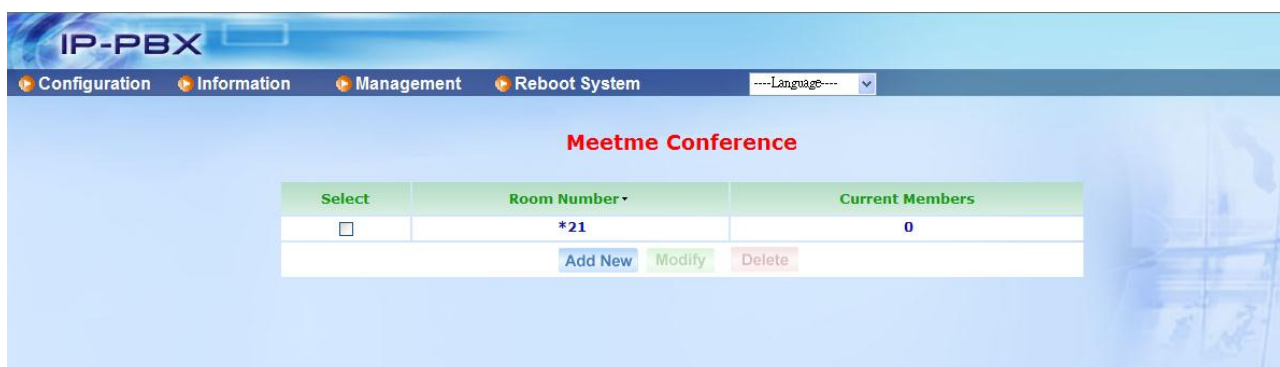 IP-PBX
Configuration Information Management Reboot System ----Language----
Meetme Conference
Select Room Number Current Members
*21 0
Add New Modify Delete